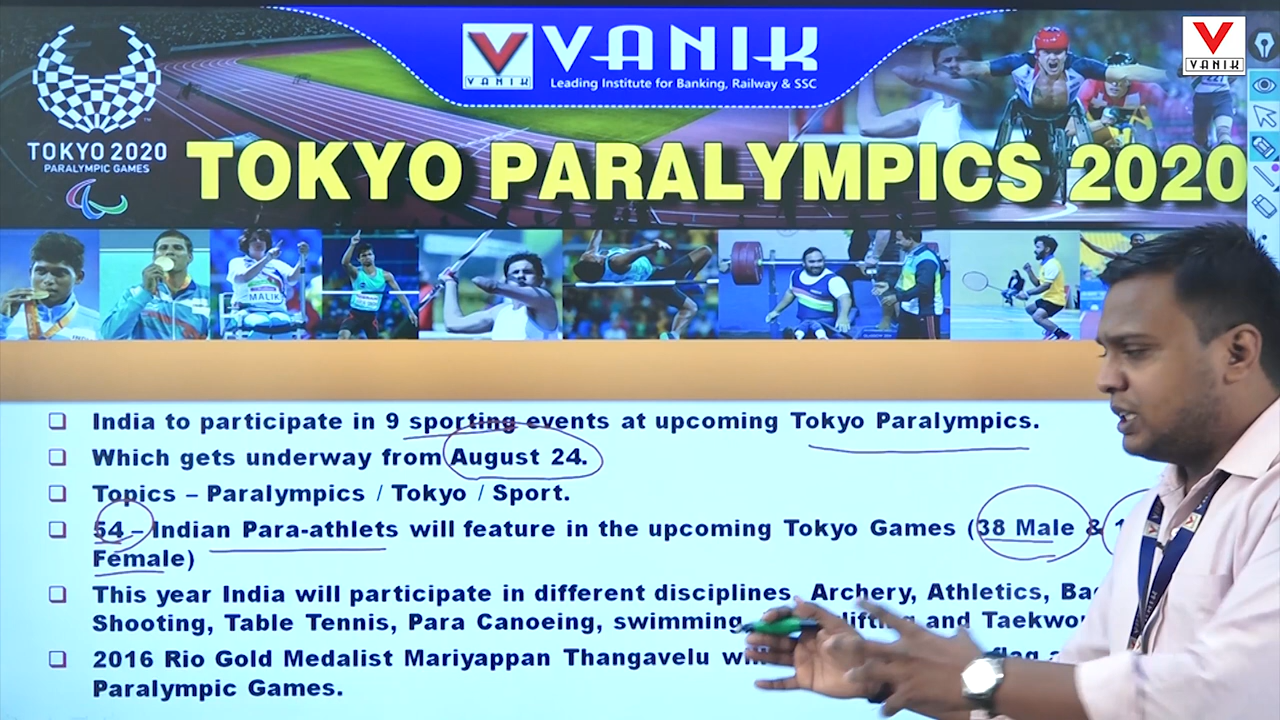 VANIK
VANIK
Leading Institute for Banking, Railway & SSC
VANIK
TOKYO 2020
PARALYMPIC GAMES
TOKYO PARALYMPICS 2020
MALIK
India to participate in 9 sporting events at upcoming Tokyo Paralympics.
Which gets underway from August 24.
Topics – Paralympics / Tokyo / Sport.
54 – Indian Para-athlets will feature in the upcoming Tokyo Games (38 Male &
Female)
This year India will participate in different disciplines. Archery, Athletics,
Shooting, Table Tennis, Para Canoeing, swimming, and
2016 Rio Gold Medalist Mariyappan Thangavelu flag
Paralympic Games.